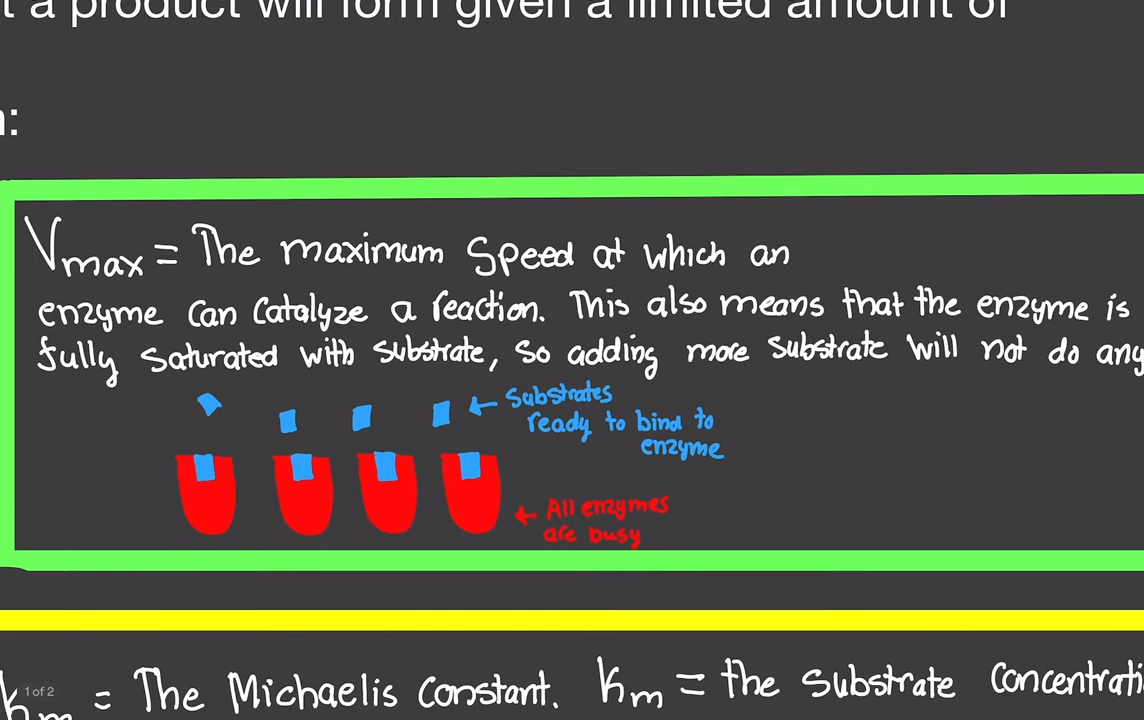 t a product will form given a limited amount of
n:
Vmax = The maximum speed at which an
enzyme can catalyze a reaction. This also means that the enzyme is
fully saturated with substrate, so adding more substrate will not do any
← Substrates
ready to bind to
enzyme
← All enzymes
are busy
km = The Michaelis constant. km = the substrate concentrati
1 of 2